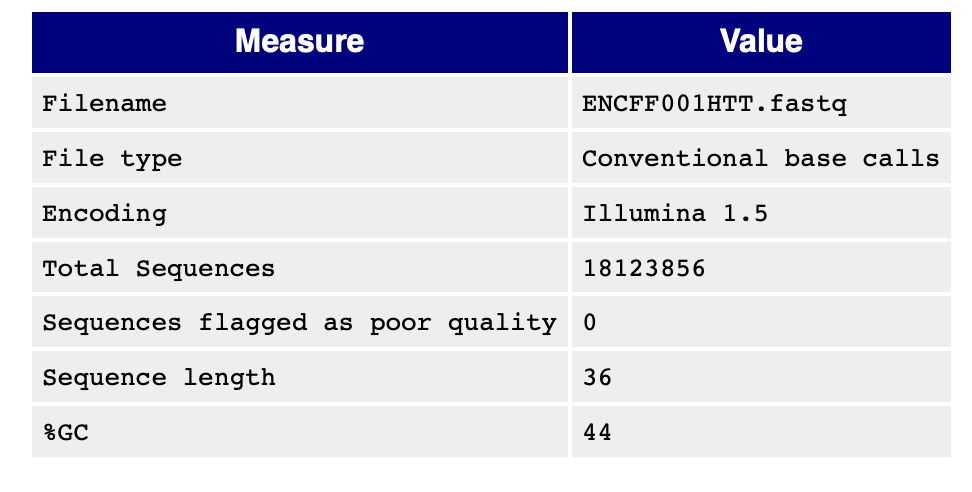 Measure Value
Filename ENCFF001HTT.fastq
File type Conventional base calls
Encoding Illumina 1.5
Total Sequences 18123856
Sequences flagged as poor quality 0
Sequence length 36
%GC 44